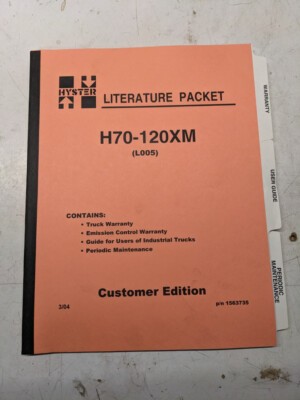 HYSTER
LITERATURE PACKET
H70-120XM
(L005)
CONTAINS:
• Truck Warranty
• Emission Control Warranty
• Guide for Users of Industrial Trucks
• Periodic Maintenance
Customer Edition
2/04
p/n 1563735
WARRANTY
USER GUIDE
PERIODIC
MAINTENANCE